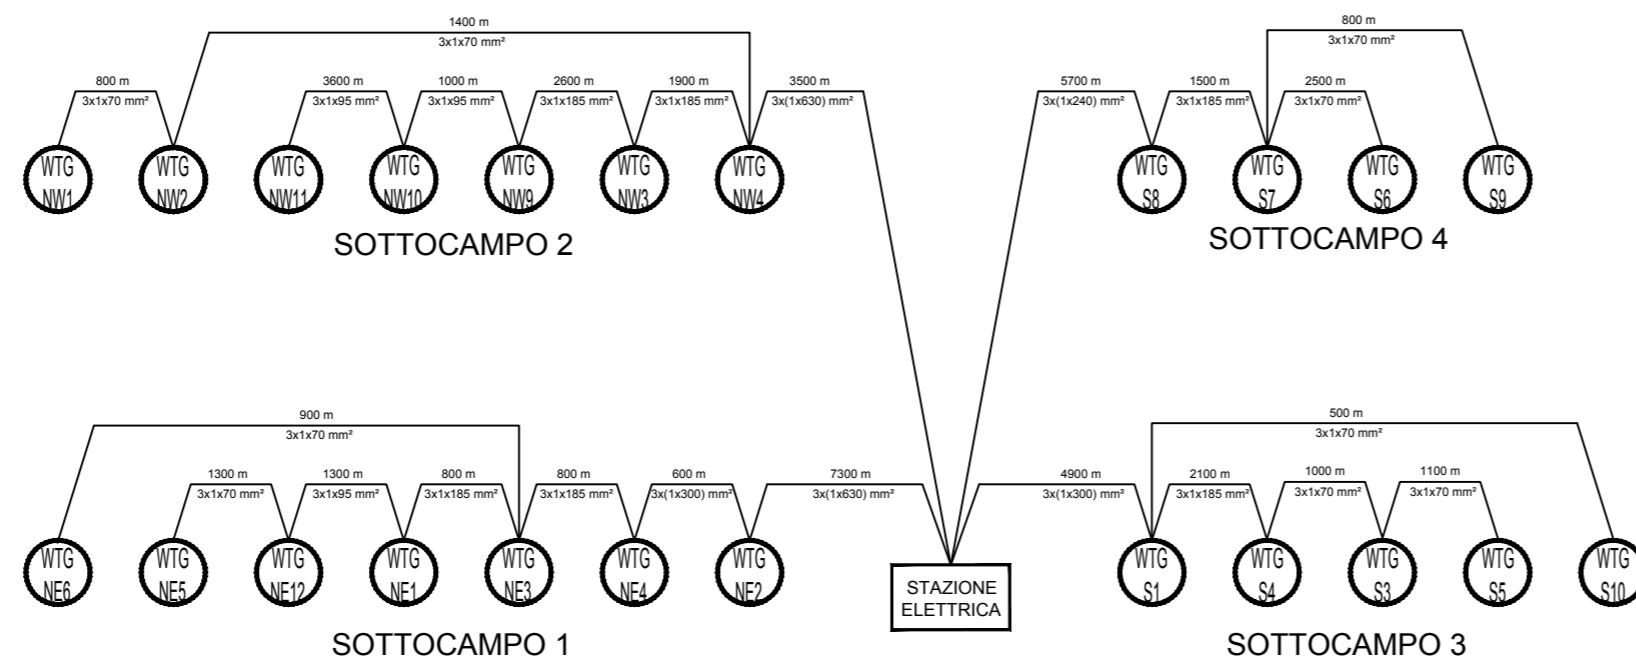 1400 m
3x1x70 mm²
800 m
3x1x70 mm²
3600 m
3x1x95 mm²
1000 m
3x1x95 mm²
2600 m
3x1x185 mm²
1900 m
3x1x185 mm²
3500 m
3x(1x630) mm²
WTG
NW1
WTG
NW2
WTG
NW11
WTG
NW10
WTG
NW9
WTG
NW3
WTG
NW4
SOTTOCAMPO 2
800 m
3x1x70 mm²
5700 m
3x(1x240) mm²
1500 m
3x1x185 mm²
2500 m
3x1x70 mm²
WTG
S8
WTG
S7
WTG
S6
WTG
S9
SOTTOCAMPO 4
900 m
3x1x70 mm²
1300 m
3x1x70 mm²
1300 m
3x1x95 mm²
800 m
3x1x185 mm²
800 m
3x1x185 mm²
600 m
3x(1x300) mm²
7300 m
3x(1x630) mm²
WTG
NE6
WTG
NE5
WTG
NE12
WTG
NE1
WTG
NE3
WTG
NE4
WTG
NE2
SOTTOCAMPO 1
STAZIONE
ELETTRICA
500 m
3x1x70 mm²
4900 m
3x(1x300) mm²
2100 m
3x1x185 mm²
1000 m
3x1x70 mm²
1100 m
3x1x70 mm²
WTG
S1
WTG
S4
WTG
S3
WTG
S5
WTG
S10
SOTTOCAMPO 3